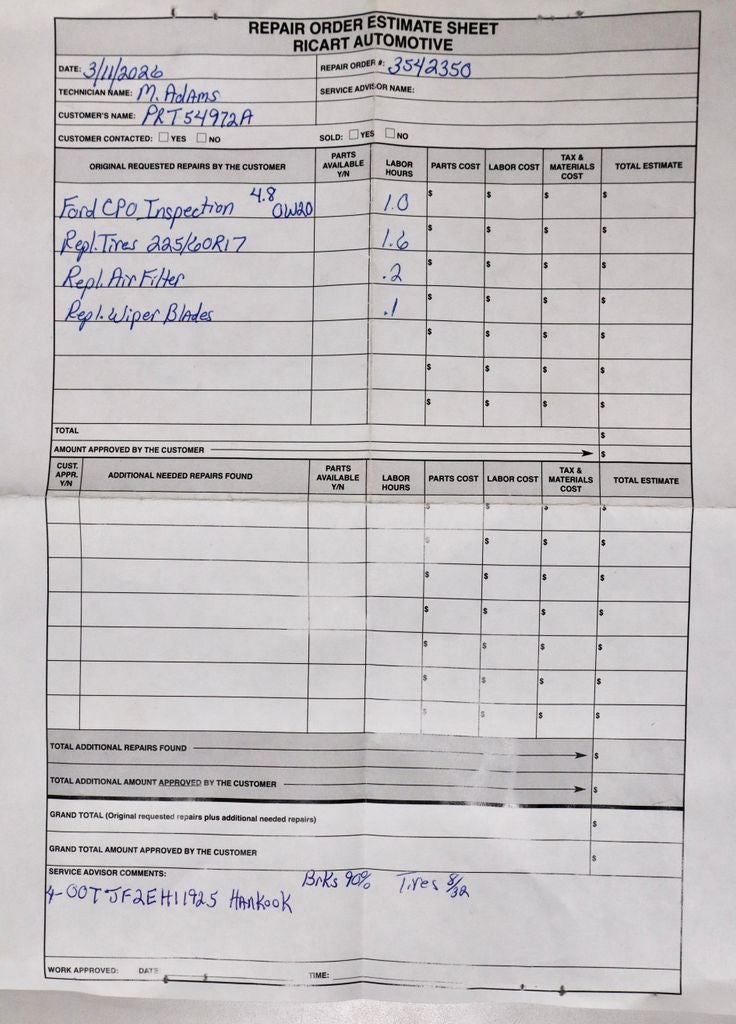 REPAIR ORDER ESTIMATE SHEET
RICART AUTOMOTIVE
DATE: 3/11/2026 REPAIR ORDER #: 3542350
TECHNICIAN NAME: M. Adams SERVICE ADVISOR NAME:
CUSTOMER'S NAME: PRT54972A
CUSTOMER CONTACTED: YES NO SOLD: YES NO
ORIGINAL REQUESTED REPAIRS BY THE CUSTOMER PARTS AVAILABLE Y/N LABOR HOURS PARTS COST LABOR COST TAX & MATERIALS COST TOTAL ESTIMATE
Ford CPO Inspection 4.8 0W20 1.0 $ $ $ $
Repl. Tires 225/60R17 1.6 $ $ $ $
Repl. Air Filter .2 $ $ $ $
Repl. Wiper Blades .1 $ $ $ $
$ $ $ $
$ $ $ $
$ $ $ $
TOTAL $
AMOUNT APPROVED BY THE CUSTOMER $
CUST. APPR. Y/N ADDITIONAL NEEDED REPAIRS FOUND PARTS AVAILABLE Y/N LABOR HOURS PARTS COST LABOR COST TAX & MATERIALS COST TOTAL ESTIMATE
$ $ $ $
$ $ $ $
$ $ $ $
$ $ $ $
$ $ $ $
$ $ $ $
$ $ $ $
TOTAL ADDITIONAL REPAIRS FOUND $
TOTAL ADDITIONAL AMOUNT APPROVED BY THE CUSTOMER $
GRAND TOTAL (Original requested repairs plus additional needed repairs) $
GRAND TOTAL AMOUNT APPROVED BY THE CUSTOMER $
SERVICE ADVISOR COMMENTS: Brks 90% Tires 8/32
4-OOTJF2EH11925 Hankook
WORK APPROVED: DATE TIME: